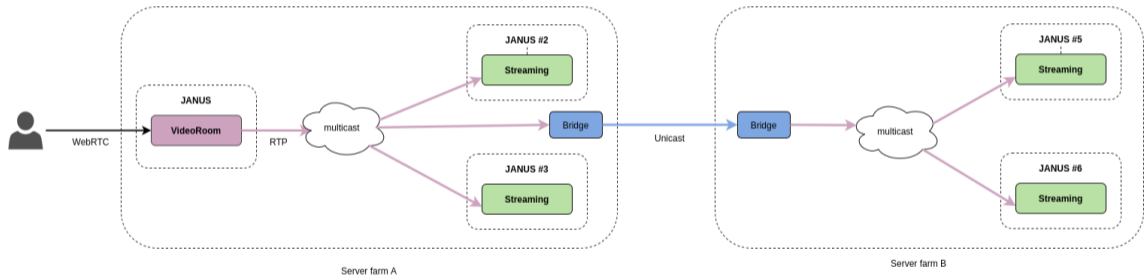 WebRTC
JANUS
VideoRoom
RTP
multicast
JANUS #2
Streaming
Bridge
JANUS #3
Streaming
Server farm A
Unicast
Bridge
multicast
JANUS #5
Streaming
JANUS #6
Streaming
Server farm B